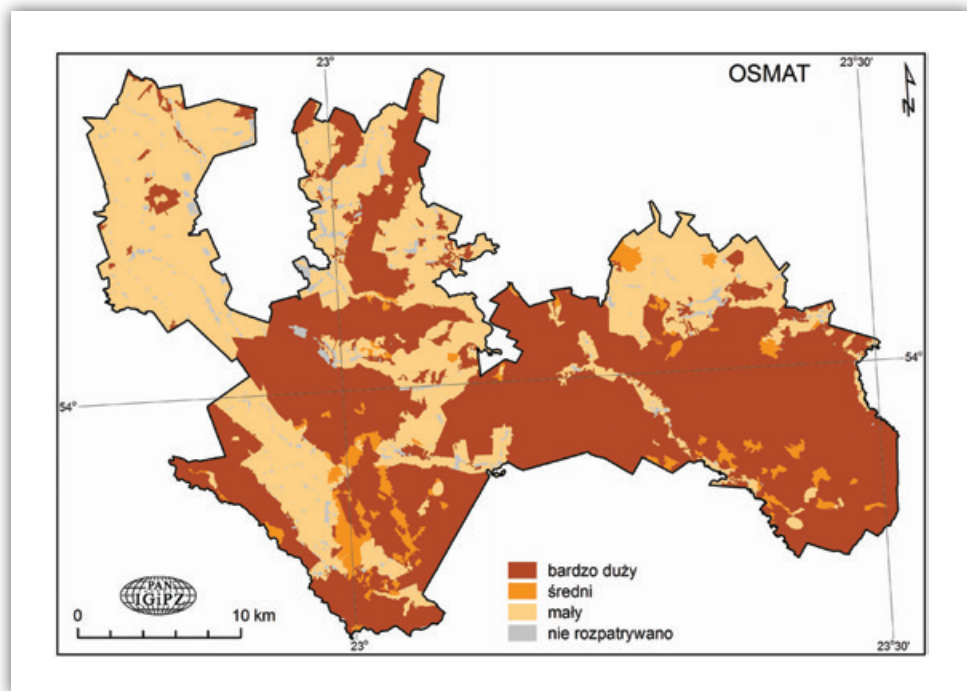 23°
23°30'
OSMAT
N
54°
54°
bardzo duży
średni
mały
nie rozpatrywano
PAN
IGiPZ
0 10 km
23°
23°30'